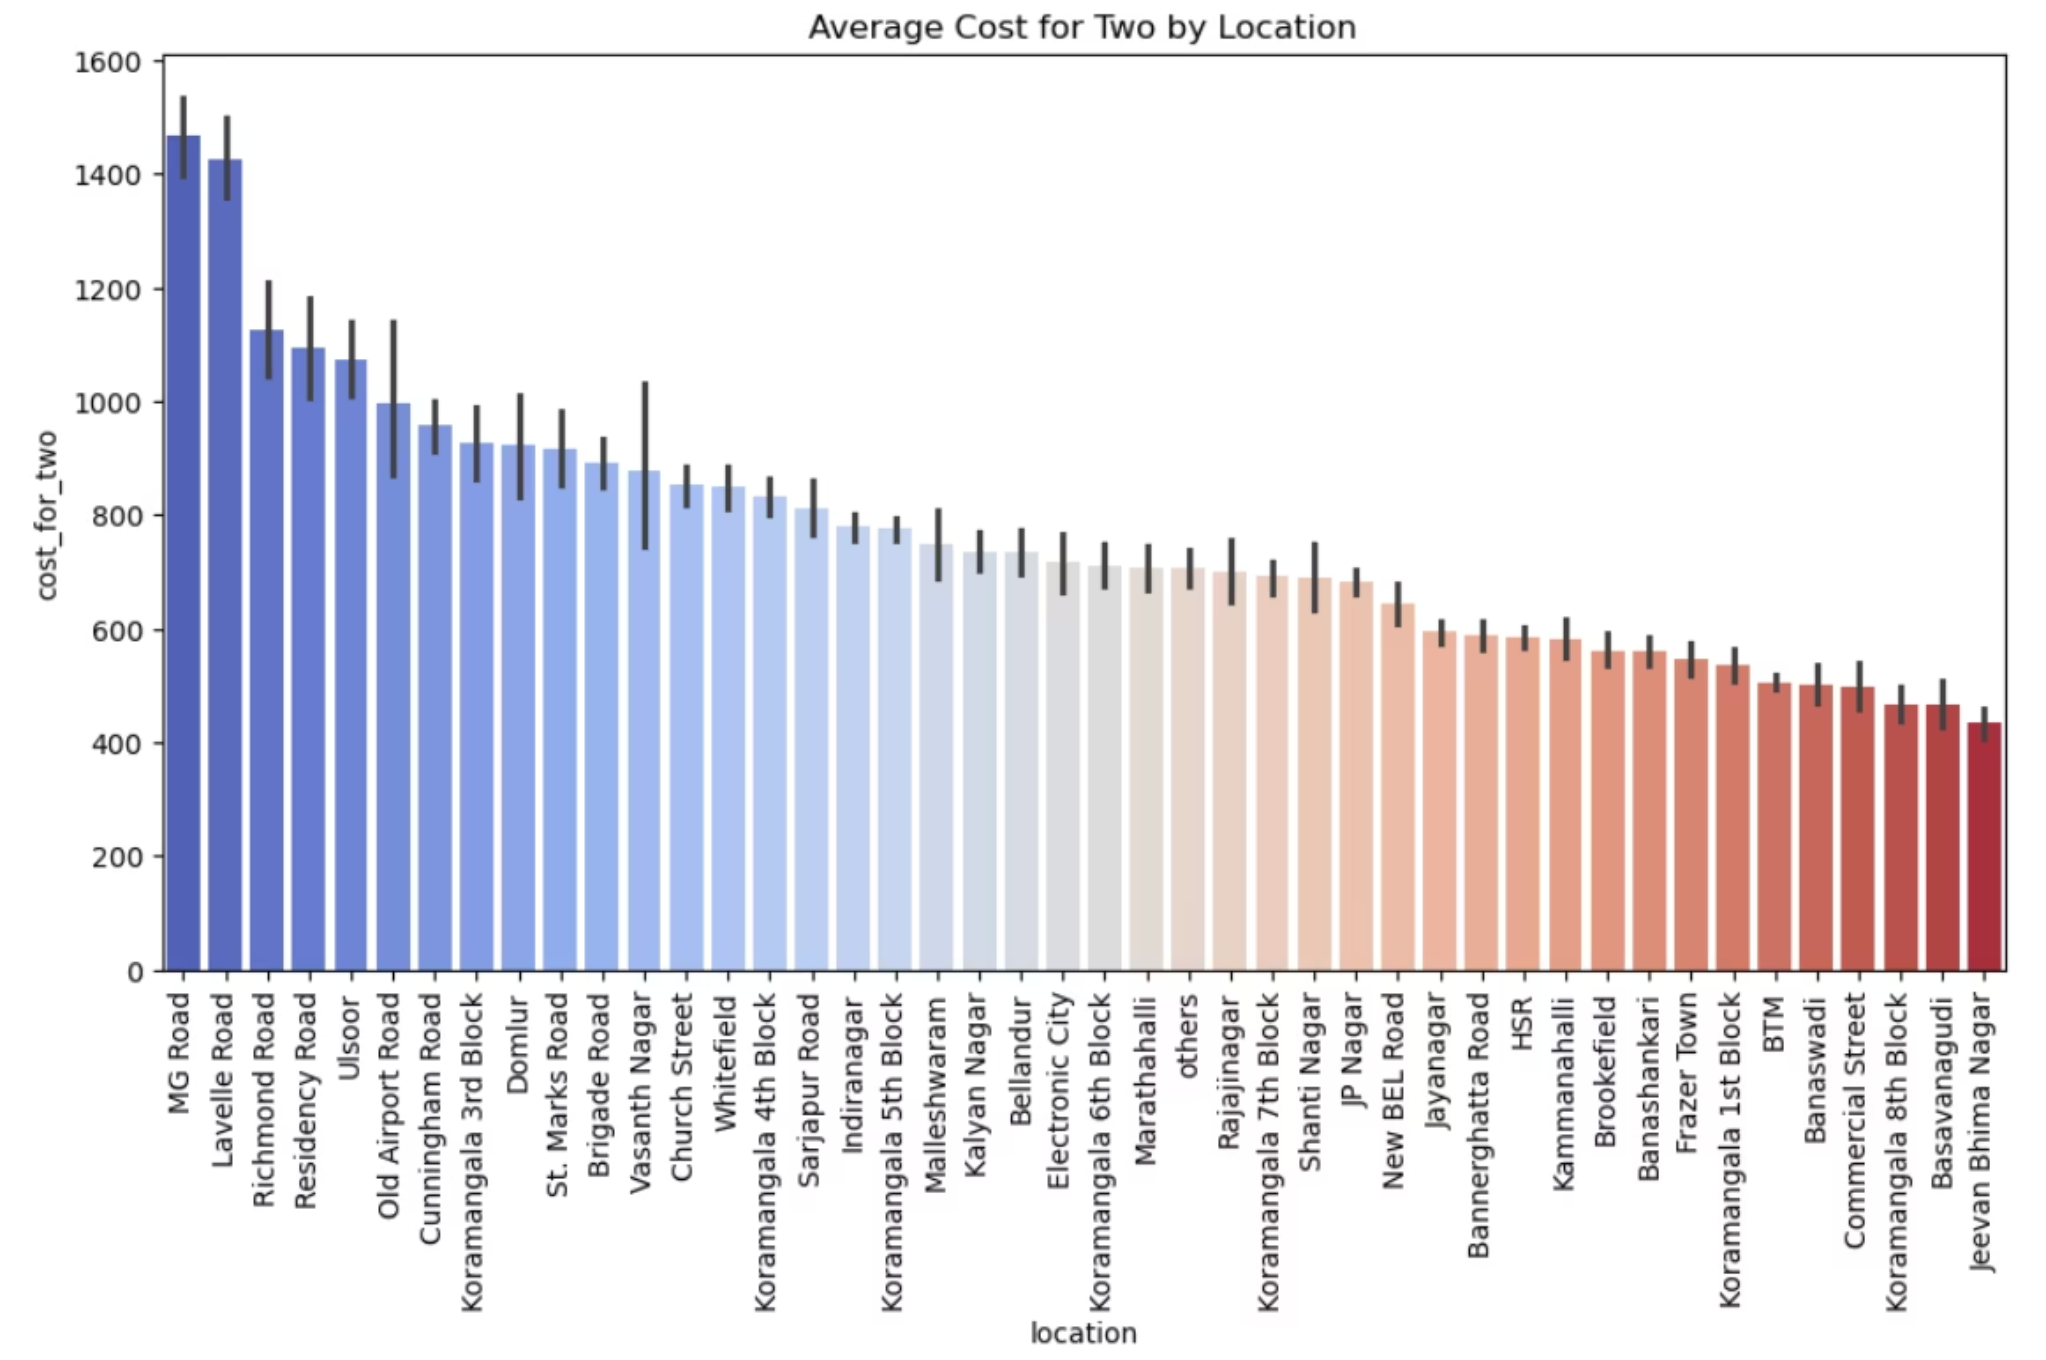 Average Cost for Two by Location
cost_for_two
1600
1400
1200
1000
800
600
400
200
0
MG Road
Lavelle Road
Richmond Road
Residency Road
Ulsoor
Old Airport Road
Cunningham Road
Koramangala 3rd Block
Domlur
St. Marks Road
Brigade Road
Vasanth Nagar
Church Street
Whitefield
Koramangala 4th Block
Sarjapur Road
Indiranagar
Koramangala 5th Block
Malleshwaram
Kalyan Nagar
Bellandur
Electronic City
Koramangala 6th Block
Marathahalli
others
Rajajinagar
Koramangala 7th Block
Shanti Nagar
JP Nagar
New BEL Road
Jayanagar
Bannerghatta Road
HSR
Kammanahalli
Brookefield
Banashankari
Frazer Town
Koramangala 1st Block
BTM
Banaswadi
Commercial Street
Koramangala 8th Block
Basavanagudi
Jeevan Bhima Nagar
location